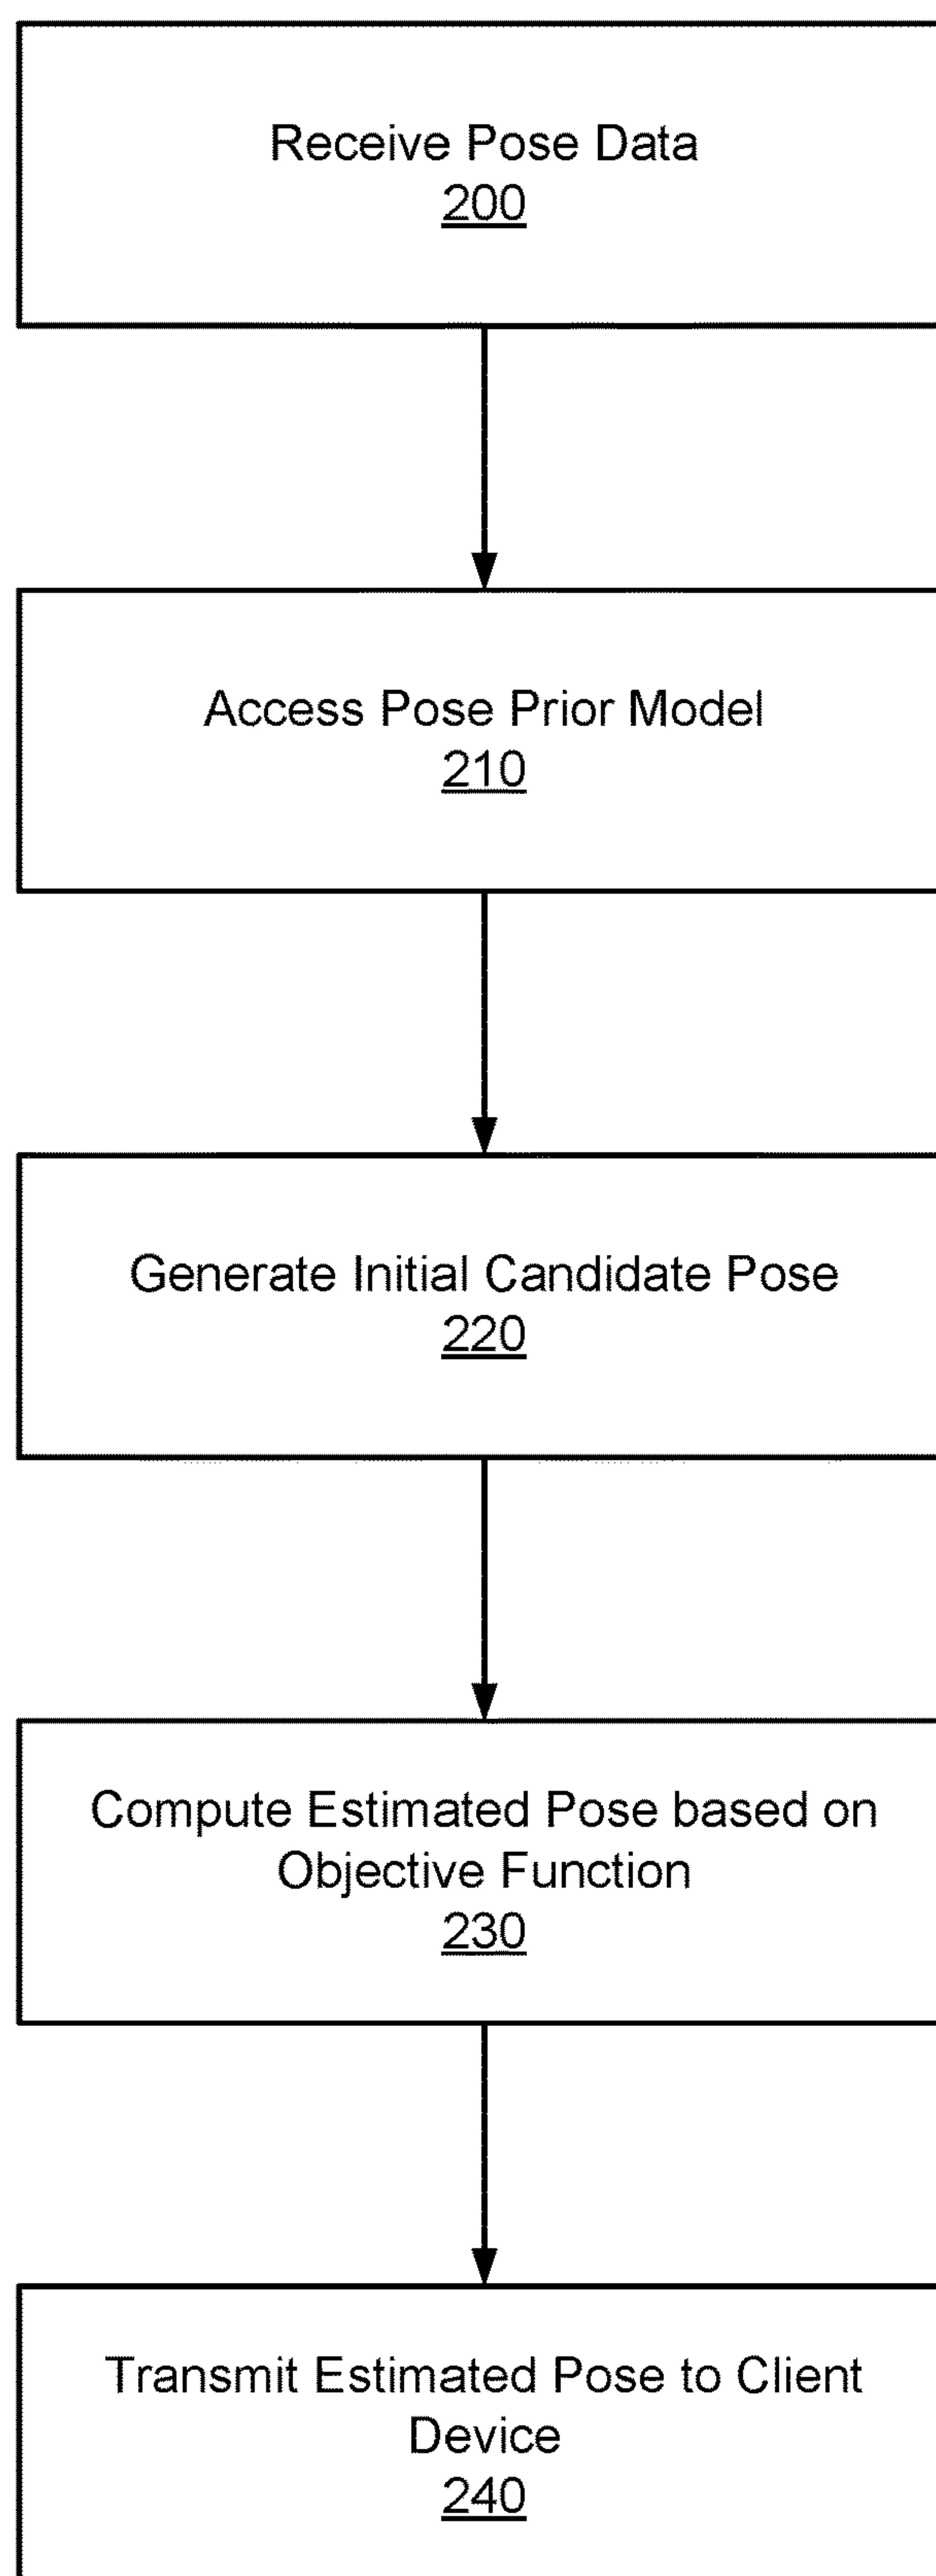 Receive Pose Data
200
Access Pose Prior Model
210
Generate Initial Candidate Pose
220
Compute Estimated Pose based on
Objective Function
230
Transmit Estimated Pose to Client
Device
240